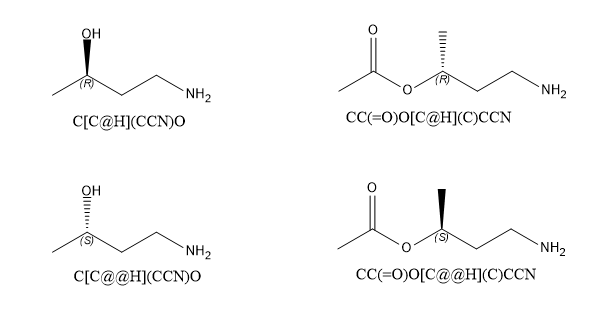 OH
(R)
NH2
C[C@H](CCN)O
O
O
(R)
NH2
CC(=O)O[C@H](C)CCN
OH
(S)
NH2
C[C@@H](CCN)O
O
O
(S)
NH2
CC(=O)O[C@@H](C)CCN